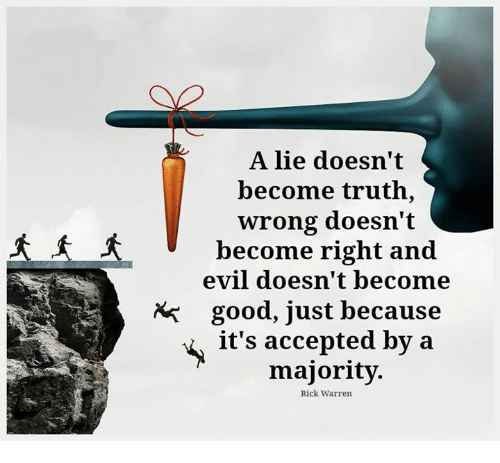 A lie doesn't
become truth,
wrong doesn't
become right and
evil doesn't become
good, just because
it's accepted by a
majority.
Rick Warren